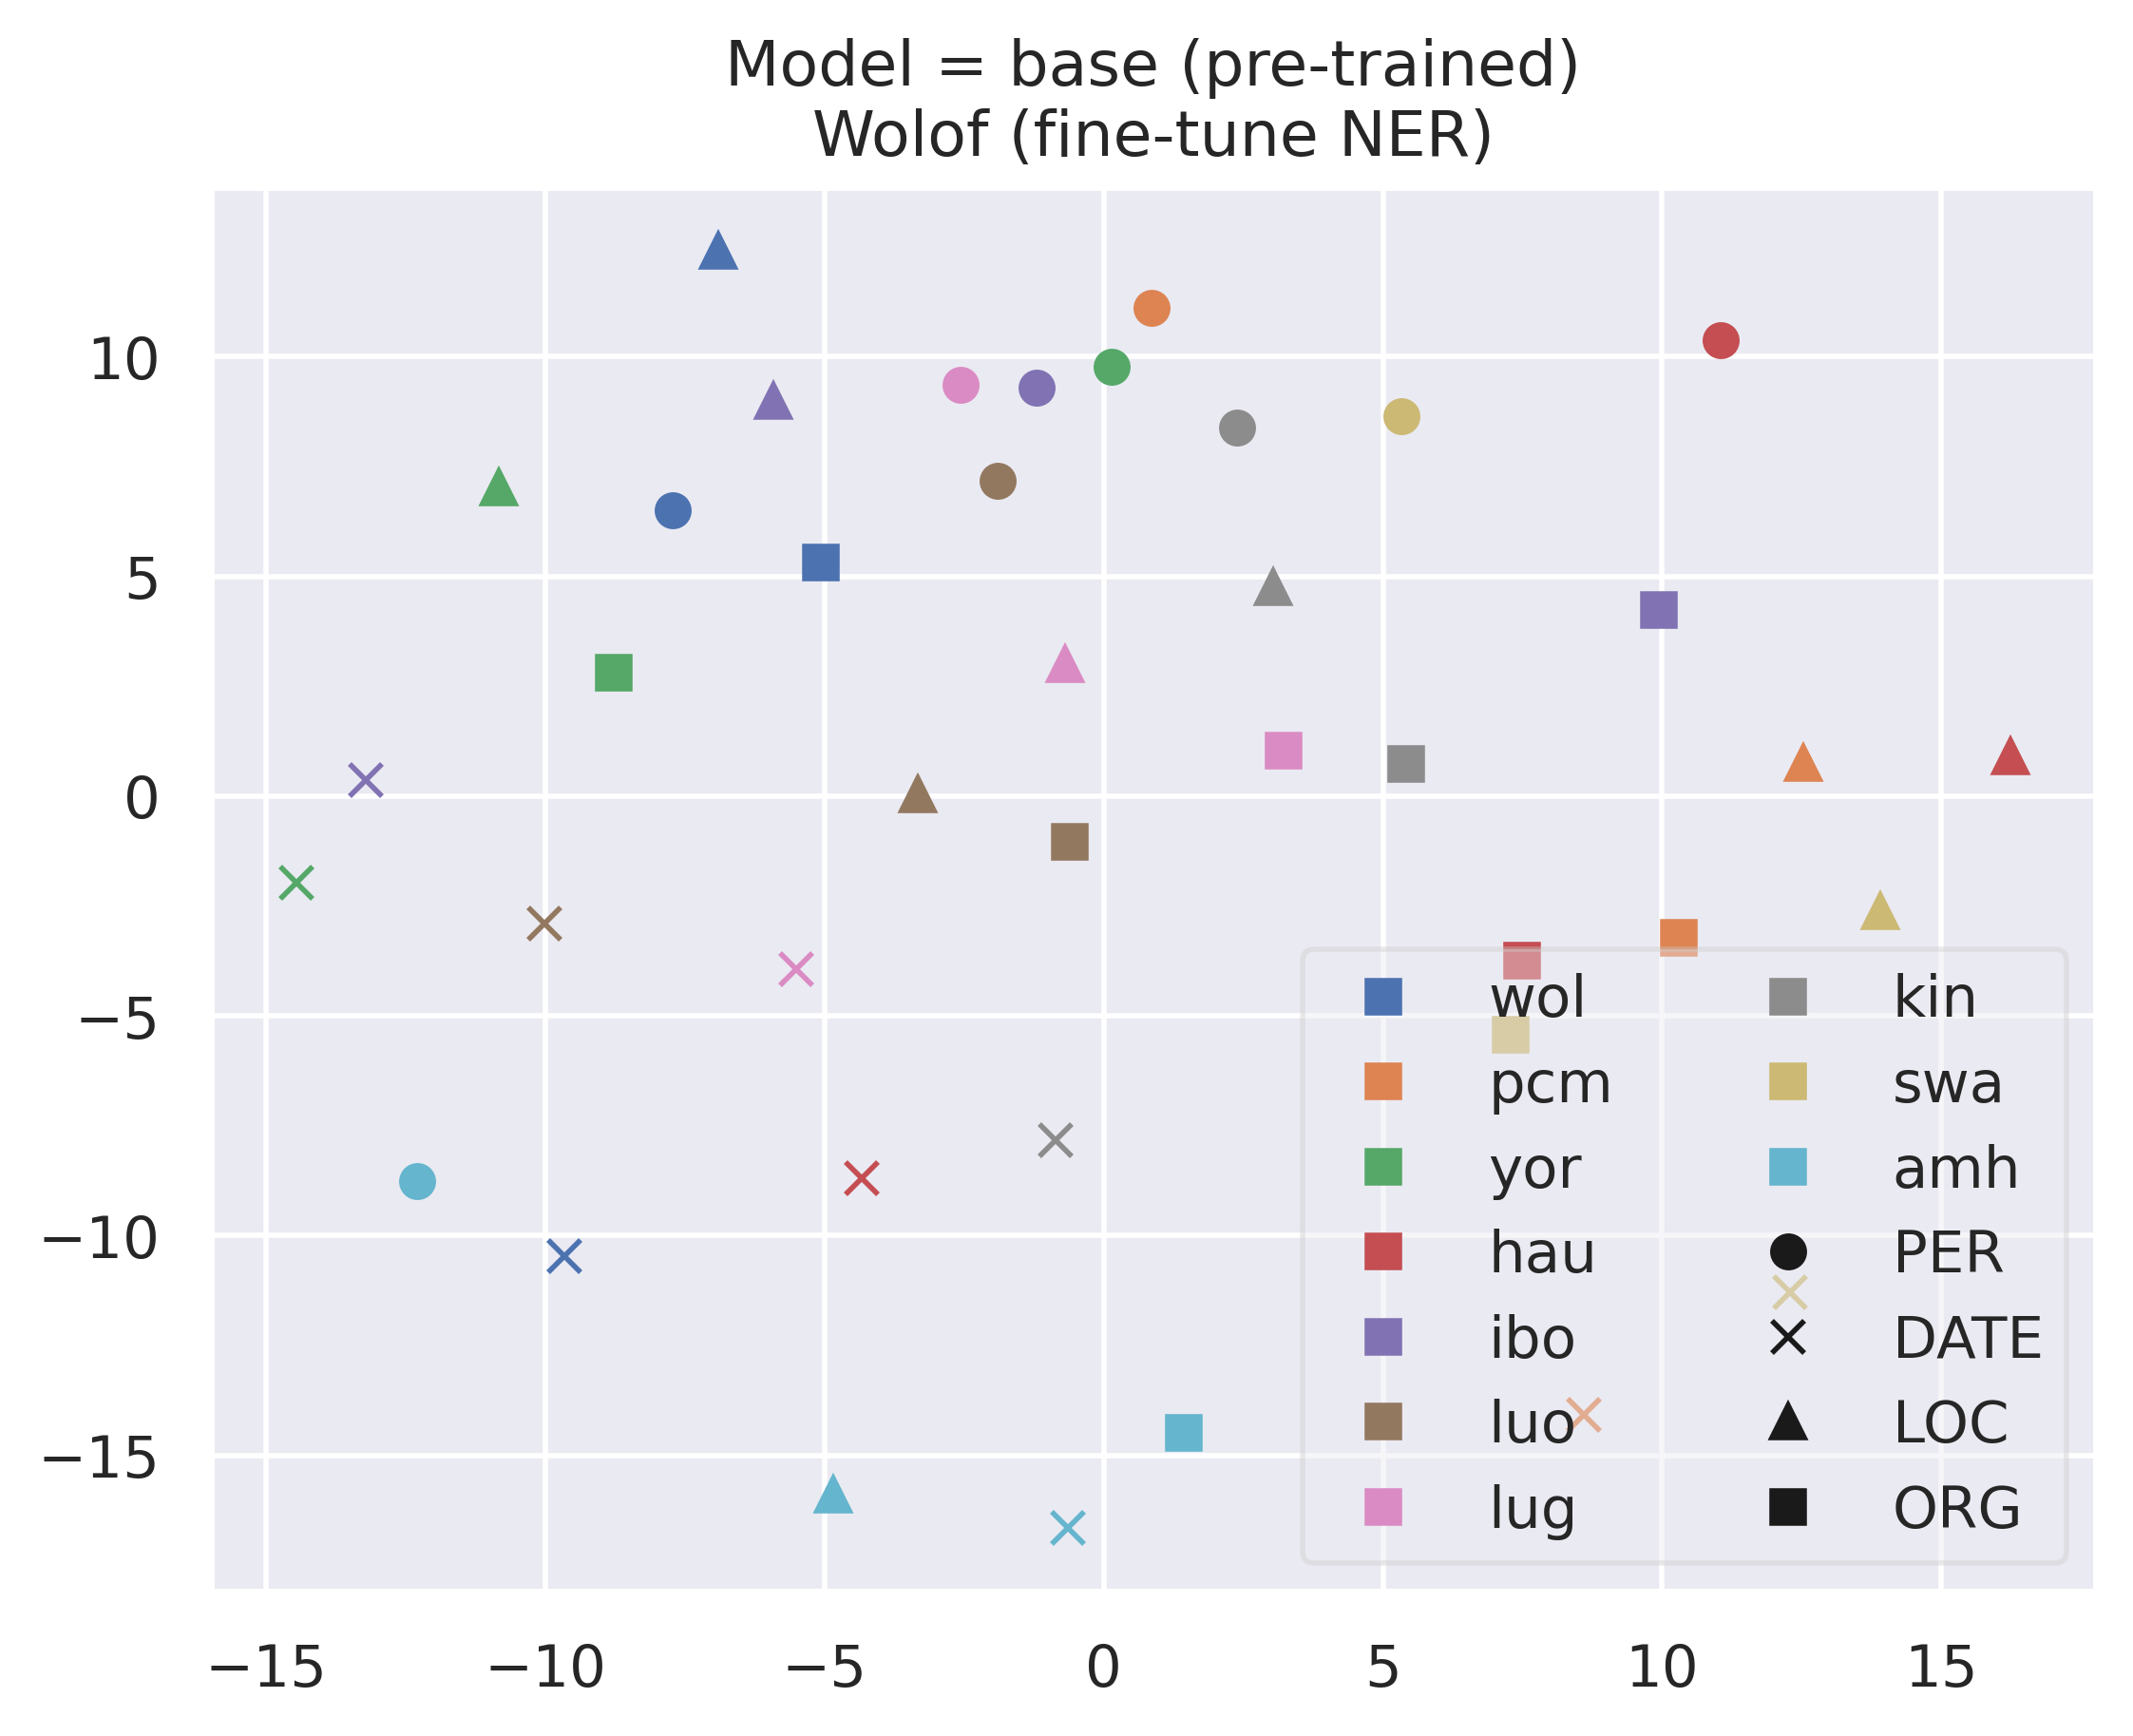 Model = base (pre-trained)
Wolof (fine-tune NER)
10
5
0
−5
−10
−15
wol
pcm
yor
hau
ibo
luo
lug
kin
swa
amh
PER
DATE
LOC
ORG
−15 −10 −5 0 5 10 15